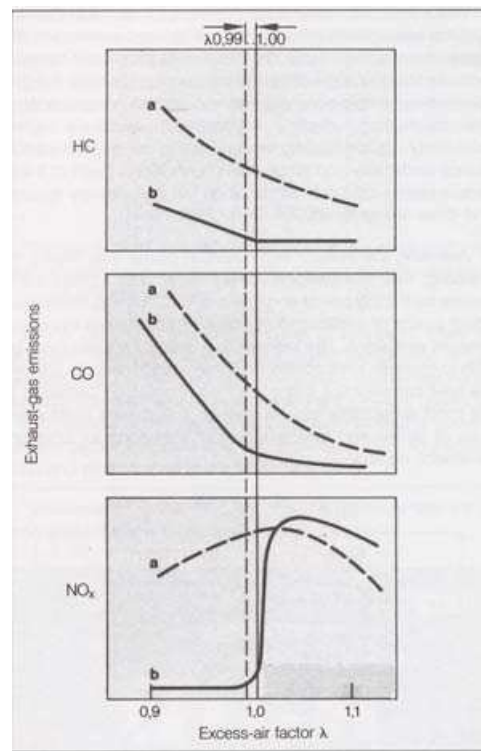 λ0,99...1,00
a
HC
b
a
b
CO
Exhaust-gas emissions
a
NOx
b
0,9 1,0 1,1
Excess-air factor λ